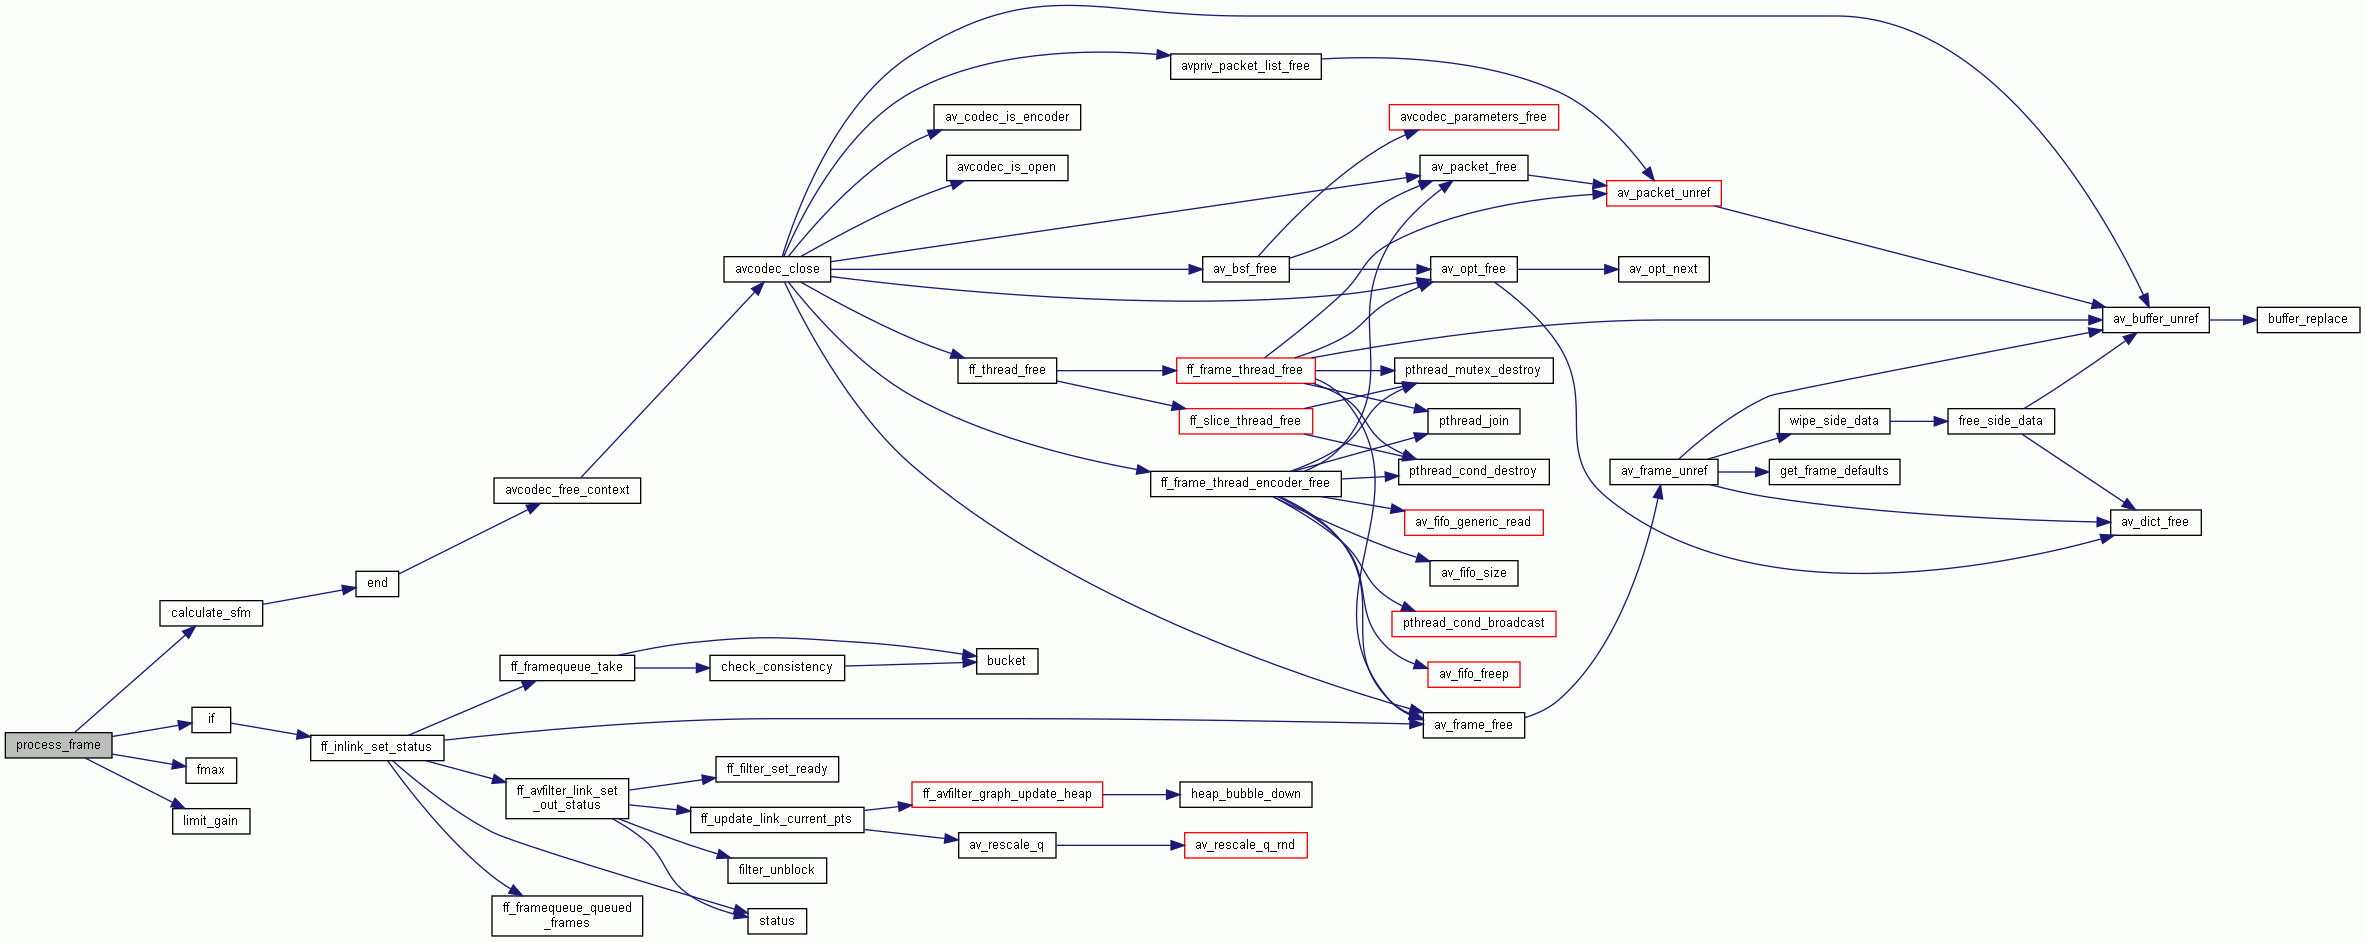 avpriv_packet_list_free
av_codec_is_encoder
avcodec_parameters_free
avcodec_is_open
av_packet_free
av_packet_unref
avcodec_close
av_bsf_free
av_opt_free
av_opt_next
av_buffer_unref
buffer_replace
ff_thread_free
ff_frame_thread_free
pthread_mutex_destroy
ff_slice_thread_free
pthread_join
wipe_side_data
free_side_data
avcodec_free_context
ff_frame_thread_encoder_free
pthread_cond_destroy
av_frame_unref
get_frame_defaults
av_fifo_generic_read
av_dict_free
end
av_fifo_size
calculate_sfm
pthread_cond_broadcast
ff_framequeue_take
check_consistency
bucket
av_fifo_freep
if
av_frame_free
process_frame
ff_inlink_set_status
fmax
ff_filter_set_ready
ff_avfilter_link_set
_out_status
ff_avfilter_graph_update_heap
heap_bubble_down
limit_gain
ff_update_link_current_pts
av_rescale_q
av_rescale_q_rnd
filter_unblock
ff_framequeue_queued
_frames
status